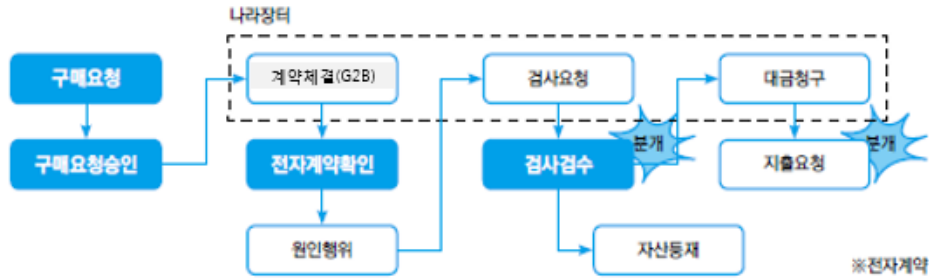 나라장터
구매요청
계약체결(G2B)
검사요청
대금청구
구매요청승인
전자계약확인
검사검수
분개
지출요청
분개
원인행위
자산등재
※전자계약